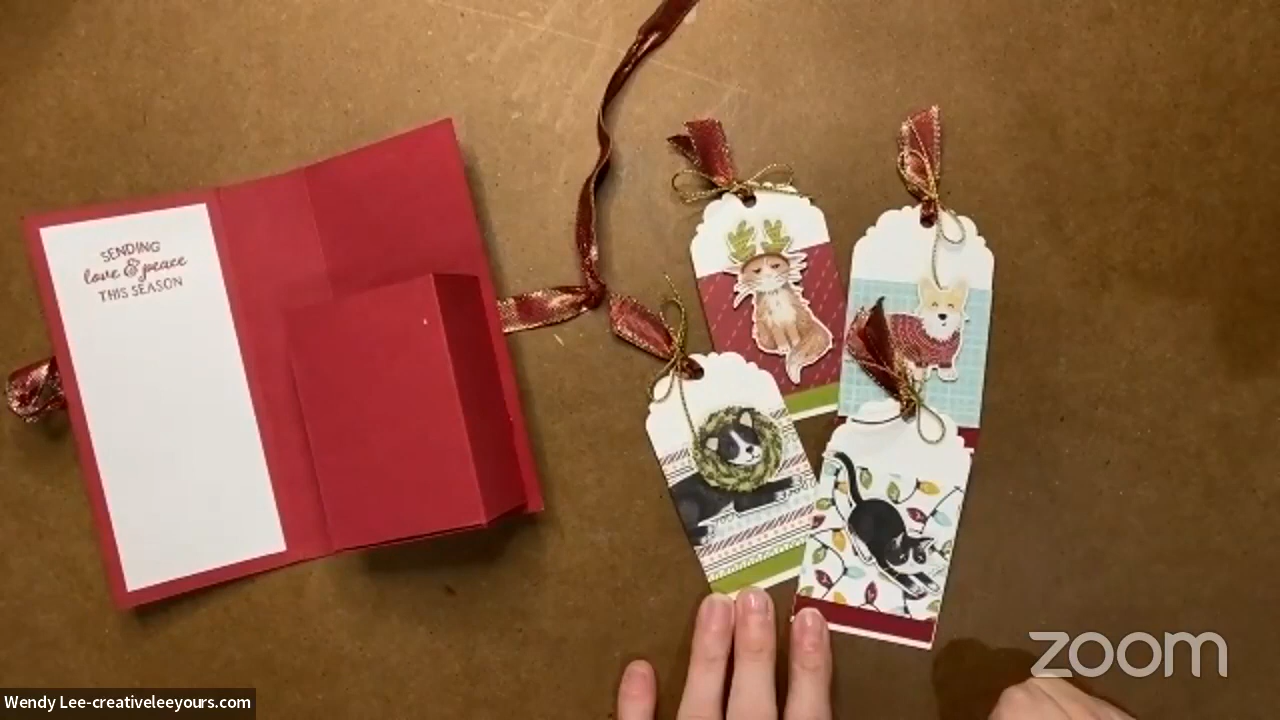 SENDING
love & peace
THIS SEASON
zoom
Wendy Lee-creativeleeyours.com